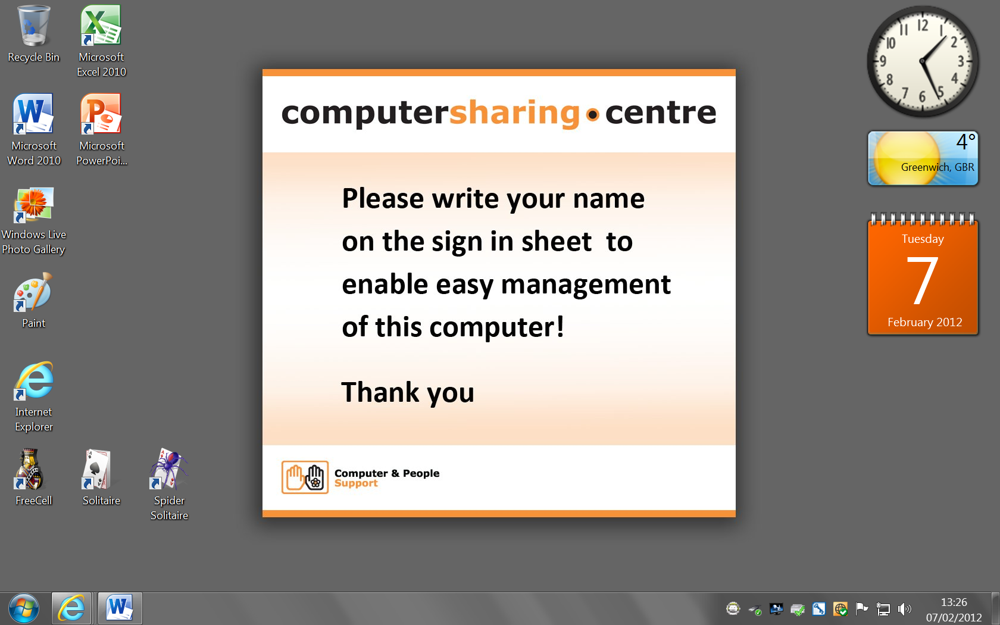 Recycle Bin
Microsoft
Excel 2010
Microsoft
Word 2010
Microsoft
PowerPoi...
Windows Live
Photo Gallery
Paint
Internet
Explorer
FreeCell
Solitaire
Spider
Solitaire
computersharing•centre
Please write your name
on the sign in sheet to
enable easy management
of this computer!
Thank you
Computer & People
Support
12
1
2
3
4
5
6
7
8
9
10
11
4°
Greenwich, GBR
Tuesday
7
February 2012
13:26
07/02/2012